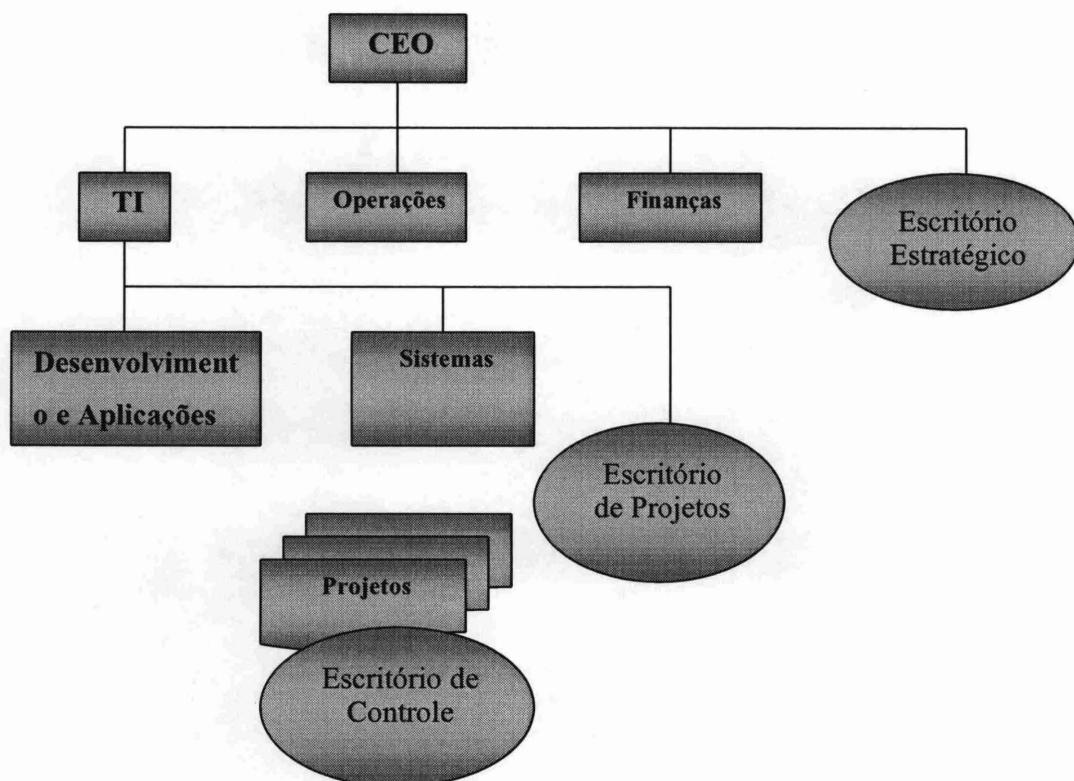 CEO
TI
Operações
Finanças
Escritório
Estratégico
Desenvolviment
o e Aplicações
Sistemas
Escritório
de Projetos
Projetos
Escritório de
Controle